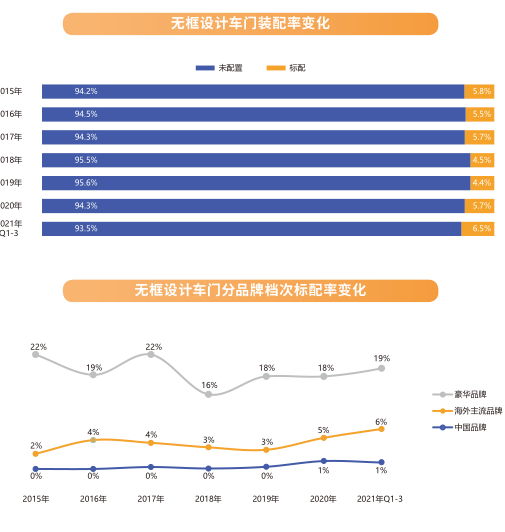 无框设计车门装配率变化
未配置 标配
015年 94.2% 5.8%
016年 94.5% 5.5%
017年 94.3% 5.7%
018年 95.5% 4.5%
019年 95.6% 4.4%
020年 94.3% 5.7%
021年
Q1-3 93.5% 6.5%
无框设计车门分品牌档次标配率变化
22% 19% 22% 16% 18% 18% 19%
豪华品牌
海外主流品牌
中国品牌
2% 4% 4% 3% 3% 5% 6%
0% 0% 0% 0% 0% 1% 1%
2015年 2016年 2017年 2018年 2019年 2020年 2021年Q1-3